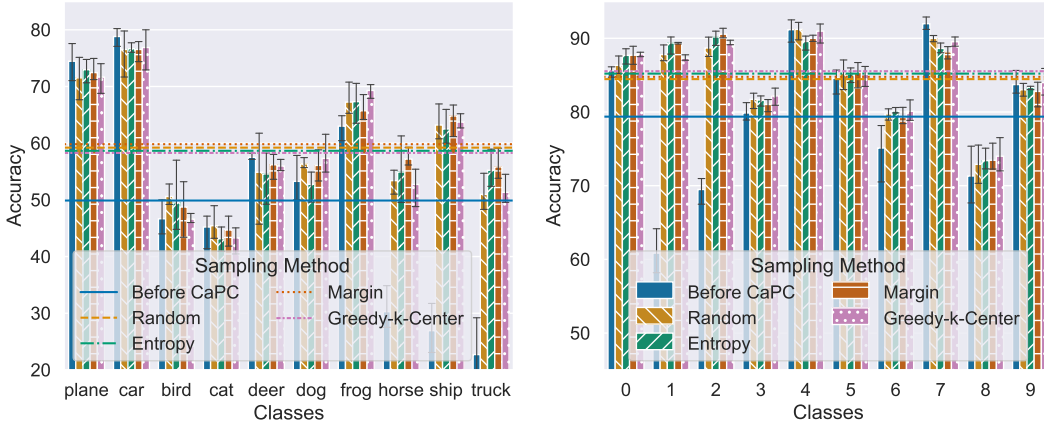 80
70
60
50
40
30
20
Accuracy
Sampling Method
Before CaPC
Random
Entropy
Margin
Greedy-k-Center
plane car bird cat deer dog frog horse ship truck
Classes
90
80
70
60
50
Accuracy
Sampling Method
Before CaPC
Random
Entropy
Margin
Greedy-k-Center
0 1 2 3 4 5 6 7 8 9
Classes